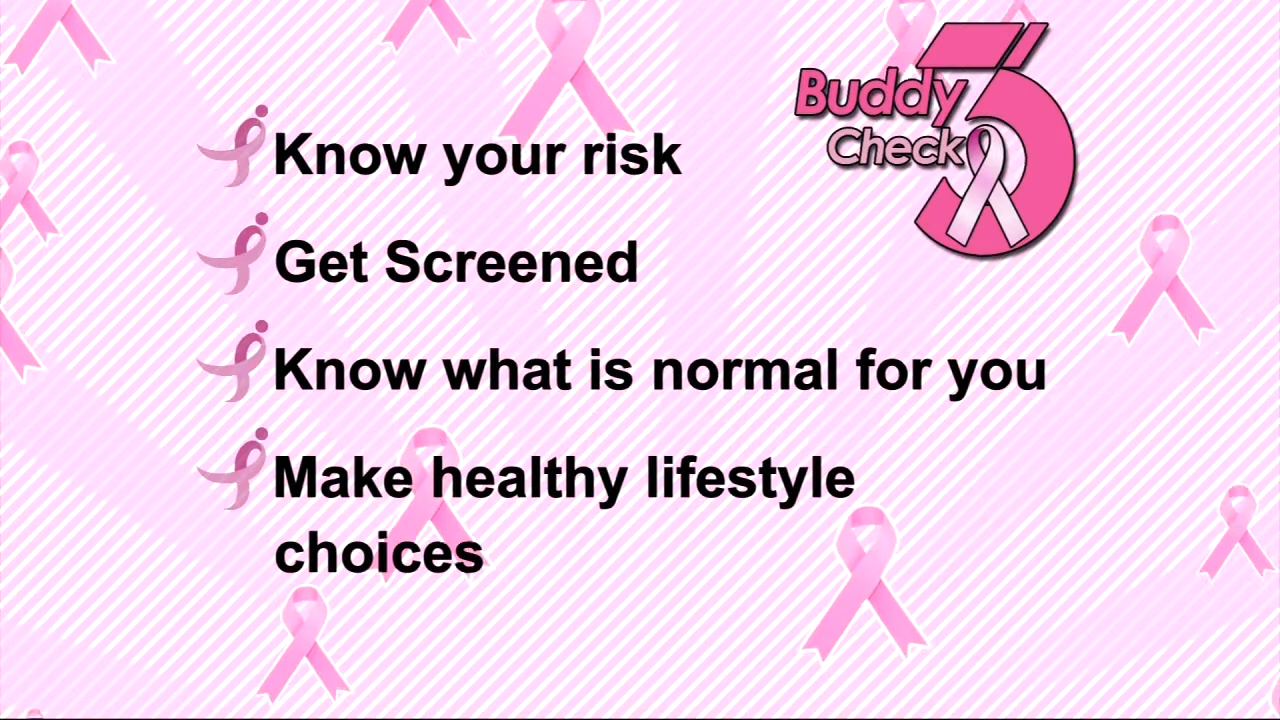 Buddy
Check 3
Know your risk
Get Screened
Know what is normal for you
Make healthy lifestyle
choices